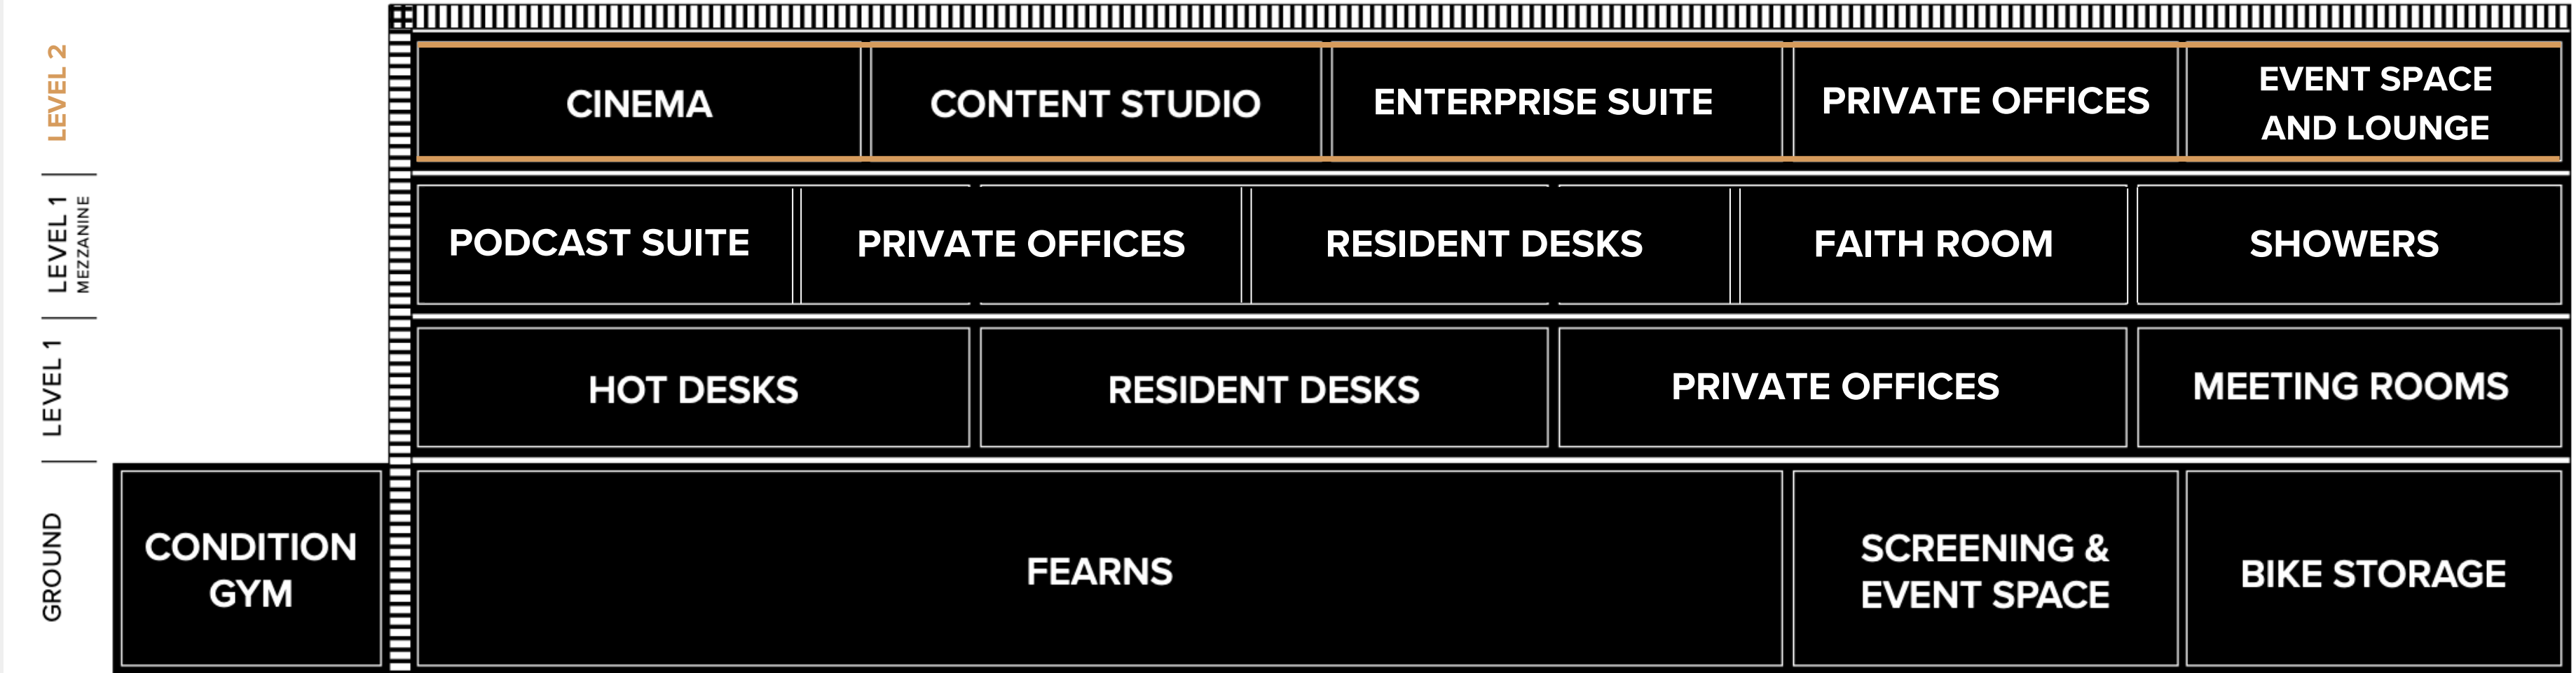 LEVEL 2
CINEMA
CONTENT STUDIO
ENTERPRISE SUITE
PRIVATE OFFICES
EVENT SPACE
AND LOUNGE
LEVEL 1
MEZZANINE
PODCAST SUITE
PRIVATE OFFICES
RESIDENT DESKS
FAITH ROOM
SHOWERS
LEVEL 1
HOT DESKS
RESIDENT DESKS
PRIVATE OFFICES
MEETING ROOMS
GROUND
CONDITION
GYM
FEARNS
SCREENING &
EVENT SPACE
BIKE STORAGE